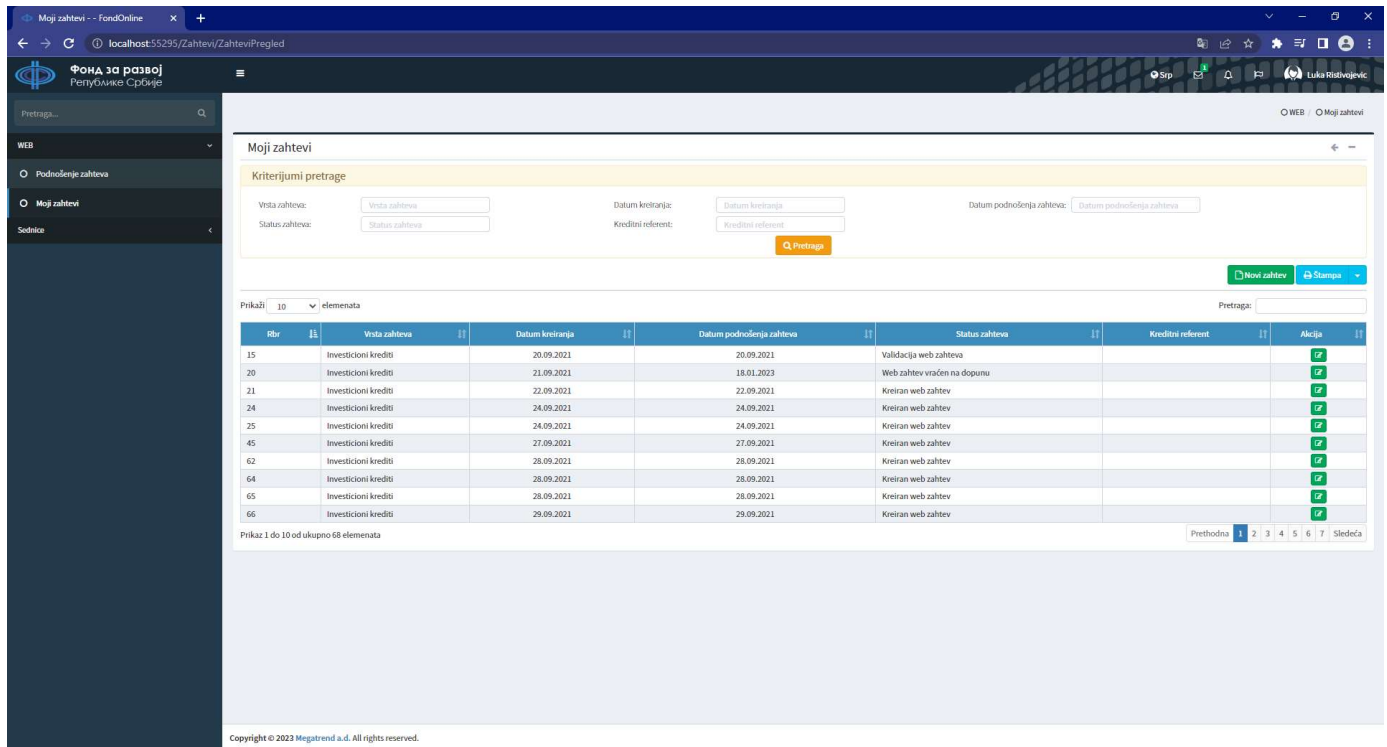 Moji zahtevi - - FondOnline
localhost:55295/Zahtevi/ZahteviPregled
Фонд за развој
Републике Србије
Srp 1 Luka Ristivojevic
Pretraga...
WEB / Moji zahtevi
WEB
Podnošenje zahteva
Moji zahtevi
Sednice
Moji zahtevi
Kriterijumi pretrage
Vrsta zahteva: Vrsta zahteva Datum kreiranja: Datum kreiranja Datum podnošenja zahteva: Datum podnošenja zahteva
Status zahteva: Status zahteva Kreditni referent: Kreditni referent
Pretraga
Novi zahtev Štampa
Prikaži 10 elemenata Pretraga:
Rbr Vrsta zahteva Datum kreiranja Datum podnošenja zahteva Status zahteva Kreditni referent Akcija
15 Investicioni krediti 20.09.2021 20.09.2021 Validacija web zahteva
20 Investicioni krediti 21.09.2021 18.01.2023 Web zahtev vraćen na dopunu
21 Investicioni krediti 22.09.2021 22.09.2021 Kreiran web zahtev
24 Investicioni krediti 24.09.2021 24.09.2021 Kreiran web zahtev
25 Investicioni krediti 24.09.2021 24.09.2021 Kreiran web zahtev
45 Investicioni krediti 27.09.2021 27.09.2021 Kreiran web zahtev
62 Investicioni krediti 28.09.2021 28.09.2021 Kreiran web zahtev
64 Investicioni krediti 28.09.2021 28.09.2021 Kreiran web zahtev
65 Investicioni krediti 28.09.2021 28.09.2021 Kreiran web zahtev
66 Investicioni krediti 29.09.2021 29.09.2021 Kreiran web zahtev
Prikaz 1 do 10 od ukupno 68 elemenata Prethodna 1 2 3 4 5 6 7 Sledeća
Copyright © 2023 Megatrend a.d. All rights reserved.